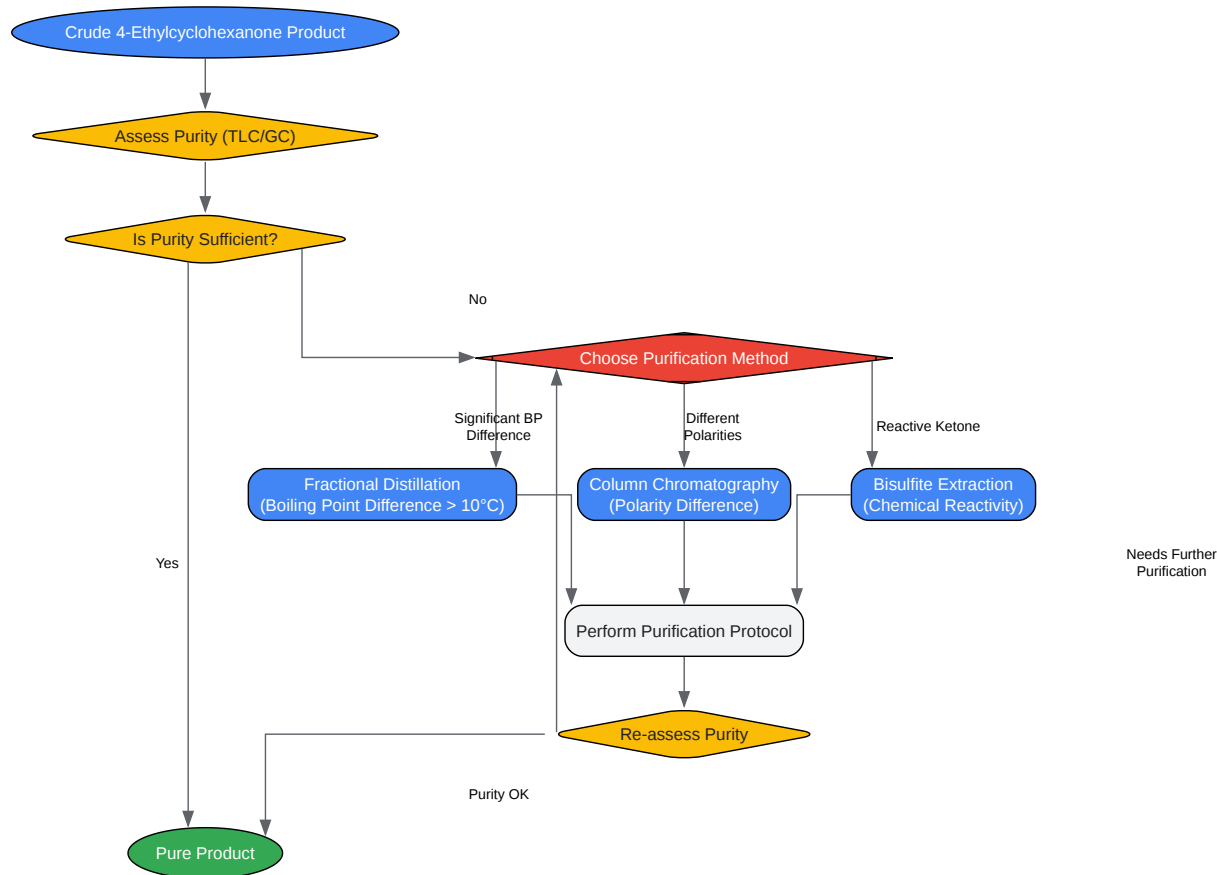 Crude 4-Ethylcyclohexanone Product
Assess Purity (TLC/GC)
Is Purity Sufficient?
No
Choose Purification Method
Significant BP
Difference
Different
Polarities
Reactive Ketone
Fractional Distillation
(Boiling Point Difference > 10°C)
Column Chromatography
(Polarity Difference)
Bisulfite Extraction
(Chemical Reactivity)
Yes
Needs Further
Purification
Perform Purification Protocol
Re-assess Purity
Purity OK
Pure Product